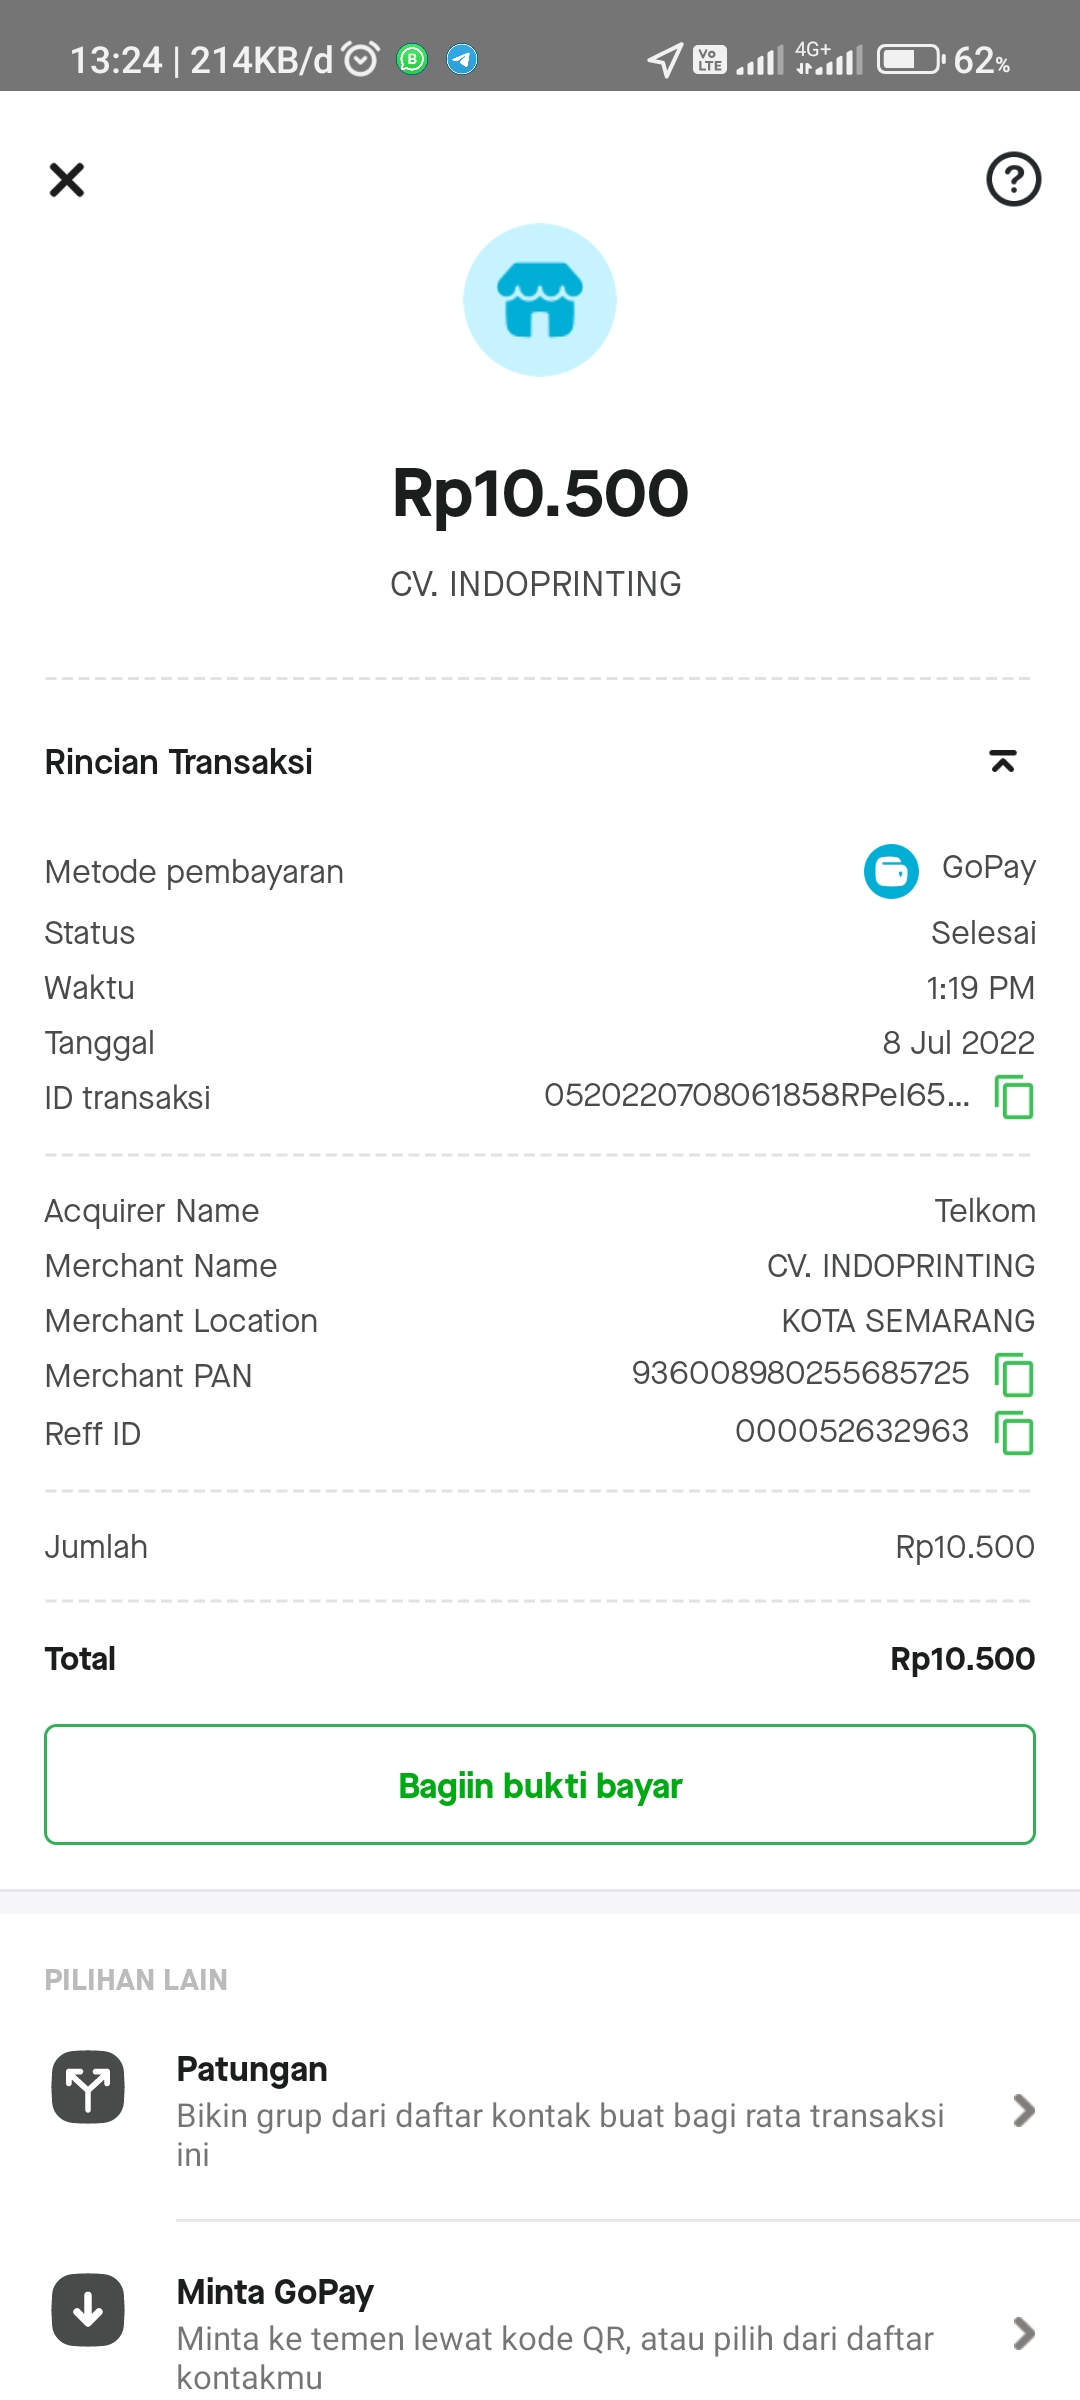 13:24 | 214KB/d
Vo LTE 4G+ 62%
Rp10.500
CV. INDOPRINTING
Rincian Transaksi
Metode pembayaran GoPay
Status Selesai
Waktu 1:19 PM
Tanggal 8 Jul 2022
ID transaksi 0520220708061858RPel65...
Acquirer Name Telkom
Merchant Name CV. INDOPRINTING
Merchant Location KOTA SEMARANG
Merchant PAN 936008980255685725
Reff ID 000052632963
Jumlah Rp10.500
Total Rp10.500
Bagiin bukti bayar
PILIHAN LAIN
Patungan
Bikin grup dari daftar kontak buat bagi rata transaksi
ini
Minta GoPay
Minta ke temen lewat kode QR, atau pilih dari daftar
kontakmu